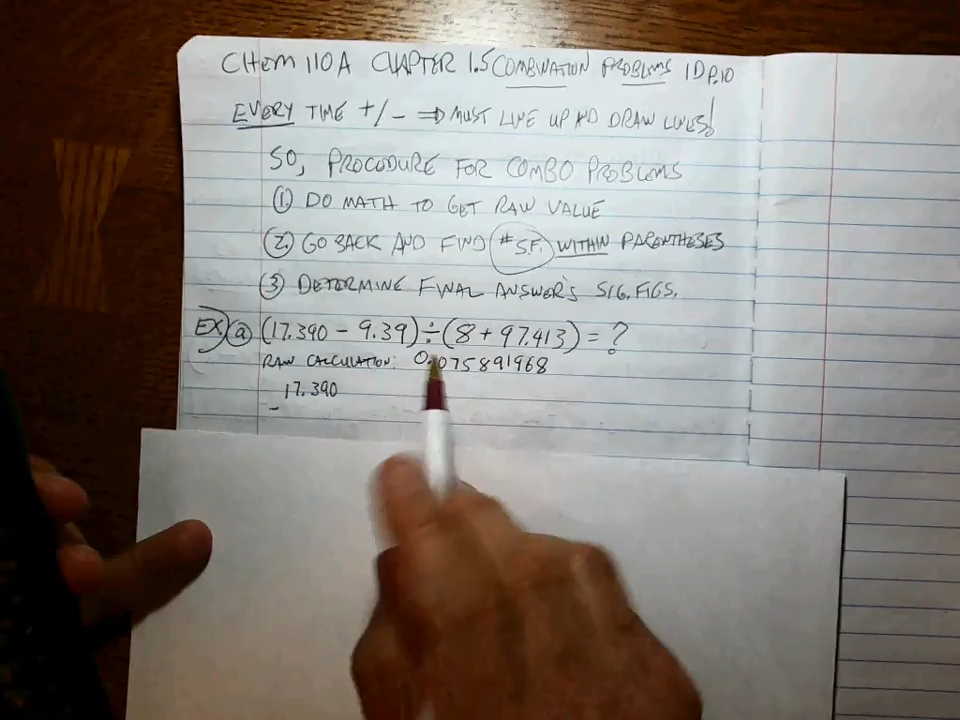 CHEM 110A CHAPTER 1.5 COMBINATION PROBLEMS 1D P.10
EVERY TIME +/- ⇒ MUST LINE UP AND DRAW LINES!
SO, PROCEDURE FOR COMBO PROBLEMS
① DO MATH TO GET RAW VALUE
② GO BACK AND FIND #S.F. WITHIN PARENTHESES
③ DETERMINE FINAL ANSWER'S SIG. FIGS.
EX. ⓐ (17.390 - 9.39) ÷ (8 + 97.413) = ?
RAW CALCULATION: 0.075891968
17.390
-